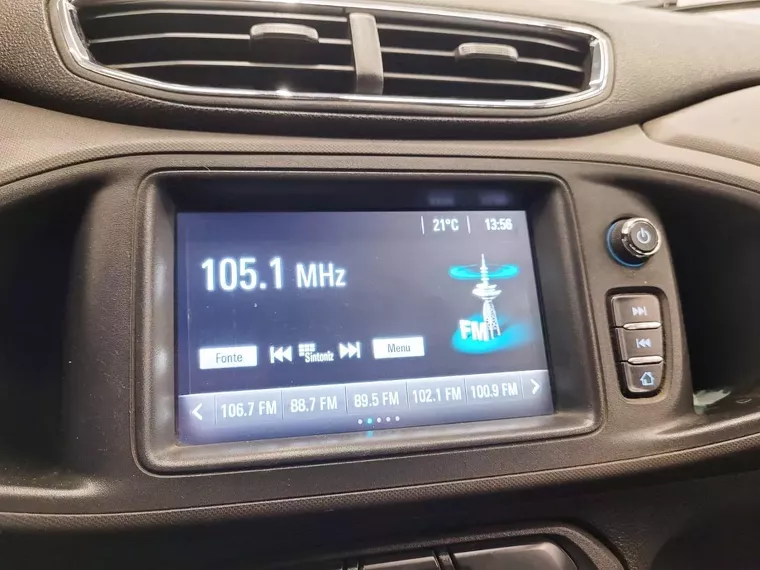 21°C 13:56
105.1 MHz
FM
Fonte Sintoniz Menu
106.7 FM 88.7 FM 89.5 FM 102.1 FM 100.9 FM